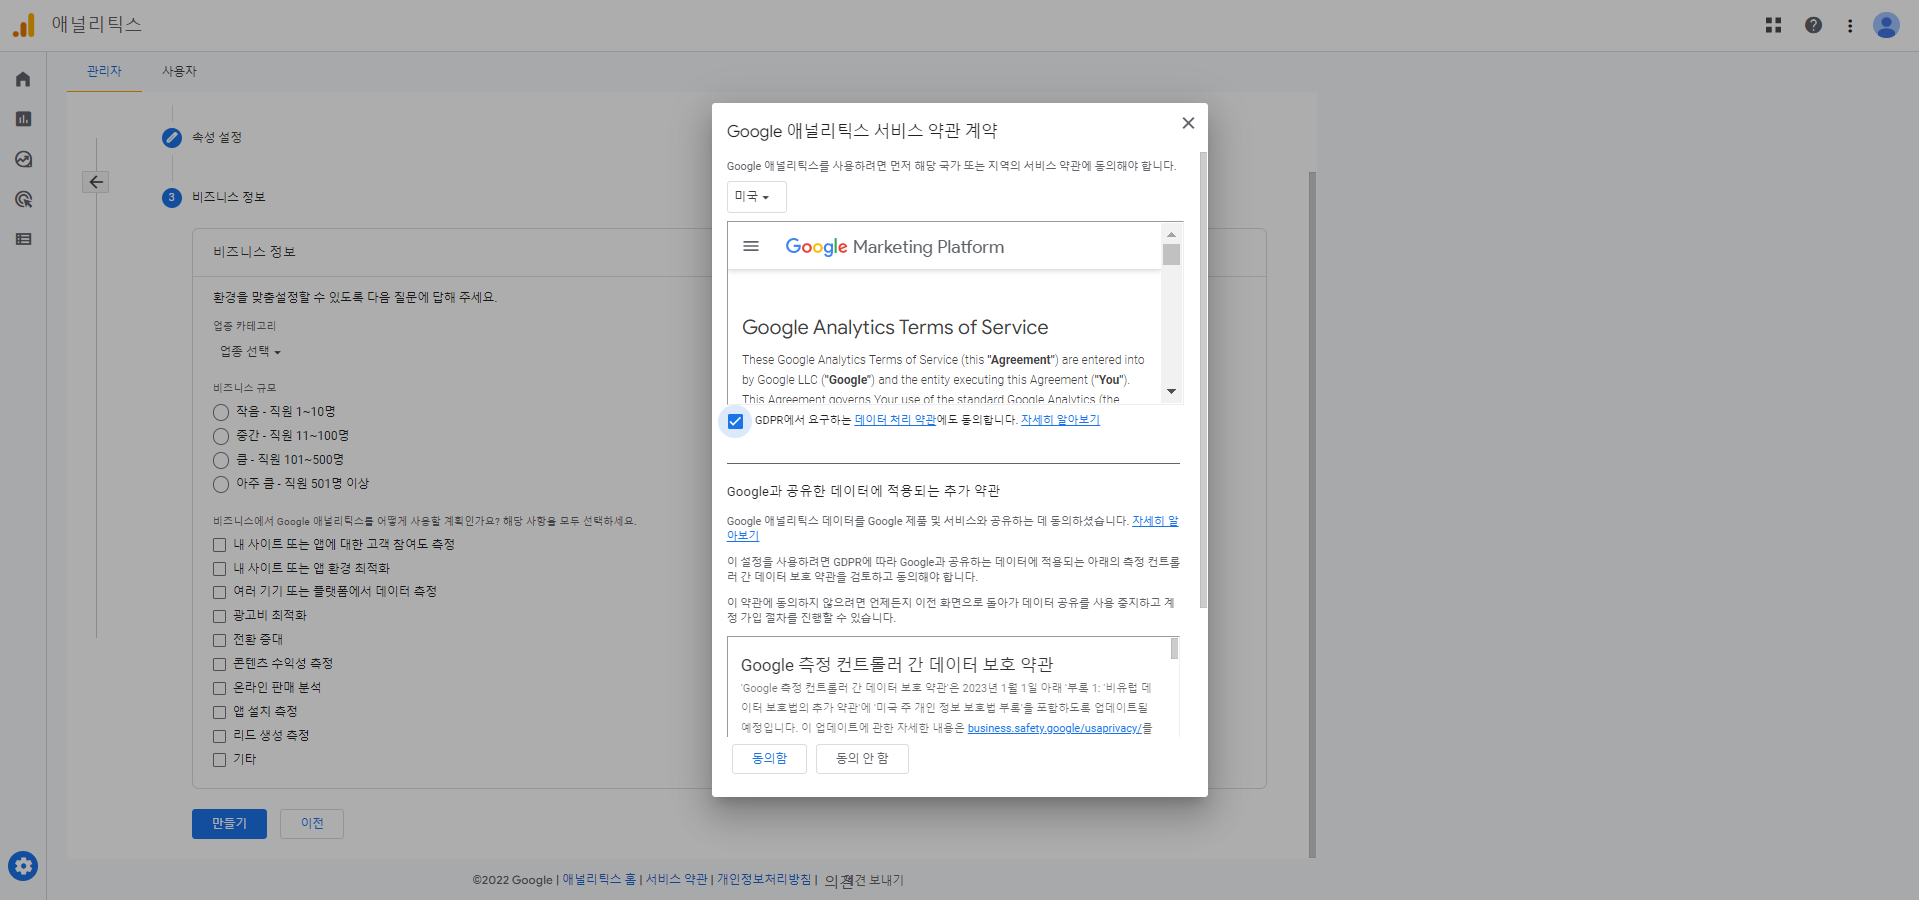 애널리틱스
관리자
사용자
속성 설정
3
비즈니스 정보
비즈니스 정보
환경을 맞춤설정할 수 있도록 다음 질문에 답해 주세요.
업종 카테고리
업종 선택
비즈니스 규모
작음 - 직원 1~10명
중간 - 직원 11~100명
큼 - 직원 101~500명
아주 큼 - 직원 501명 이상
비즈니스에서 Google 애널리틱스를 어떻게 사용할 계획인가요? 해당 사항을 모두 선택하세요.
내 사이트 또는 앱에 대한 고객 참여도 측정
내 사이트 또는 앱 환경 최적화
여러 기기 또는 플랫폼에서 데이터 측정
광고비 최적화
전환 증대
콘텐츠 수익성 측정
온라인 판매 분석
앱 설치 측정
리드 생성 측정
기타
만들기
이전
Google 애널리틱스 서비스 약관 계약
Google 애널리틱스를 사용하려면 먼저 해당 국가 또는 지역의 서비스 약관에 동의해야 합니다.
미국
Google Marketing Platform
Google Analytics Terms of Service
These Google Analytics Terms of Service (this "Agreement") are entered into
by Google LLC ("Google") and the entity executing this Agreement ("You").
This Agreement governs Your use of the standard Google Analytics (the
GDPR에서 요구하는 데이터 처리 약관에도 동의합니다. 자세히 알아보기
Google과 공유한 데이터에 적용되는 추가 약관
Google 애널리틱스 데이터를 Google 제품 및 서비스와 공유하는 데 동의하셨습니다. 자세히 알
아보기
이 설정을 사용하려면 GDPR에 따라 Google과 공유하는 데이터에 적용되는 아래의 측정 컨트롤
러 간 데이터 보호 약관을 검토하고 동의해야 합니다.
이 약관에 동의하지 않으려면 언제든지 이전 화면으로 돌아가 데이터 공유를 사용 중지하고 계
정 가입 절차를 진행할 수 있습니다.
Google 측정 컨트롤러 간 데이터 보호 약관
'Google 측정 컨트롤러 간 데이터 보호 약관'은 2023년 1월 1일 아래 '부록 1: '비유럽 데
이터 보호법의 추가 약관'에 '미국 주 개인 정보 보호법 부록'을 포함하도록 업데이트될
예정입니다. 이 업데이트에 관한 자세한 내용은 business.safety.google/usaprivacy/를
동의함
동의 안 함
©2022 Google | 애널리틱스 홈 | 서비스 약관 | 개인정보처리방침 | 의견 보내기